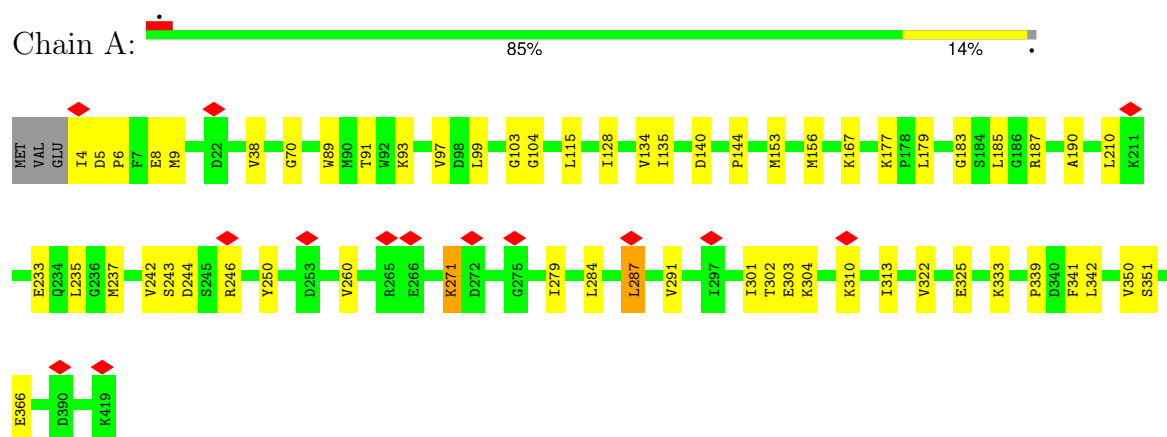 Chain A:
85% 14%
MET VAL GLU I4 D5 P6 F7 E8 M9 D22 V38 G70 W89 M90 T91 W92 K93 V97 D98 L99 G103 G104 L115 I128 V134 I135 D140 P144 M153 M156 K167 K177 P178 L179 G183 S184 L185 G186 R187 A190 L210 K211
E233 Q234 L235 G236 M237 V242 S243 D244 S245 R246 Y250 D253 V260 R265 E266 K271 D272 G275 I279 L284 L287 V291 I297 I301 T302 E303 K304 K310 I313 V322 E325 K333 P339 D340 F341 L342 V350 S351
E366 D390 K419